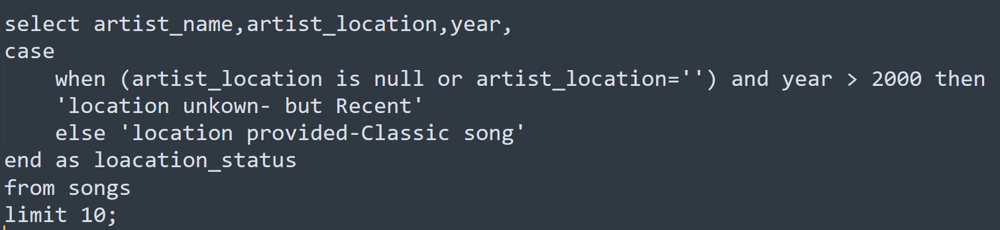 select artist_name,artist_location,year,
case
    when (artist_location is null or artist_location='') and year > 2000 then
    'location unkown- but Recent'
    else 'location provided-Classic song'
end as loacation_status
from songs
limit 10;